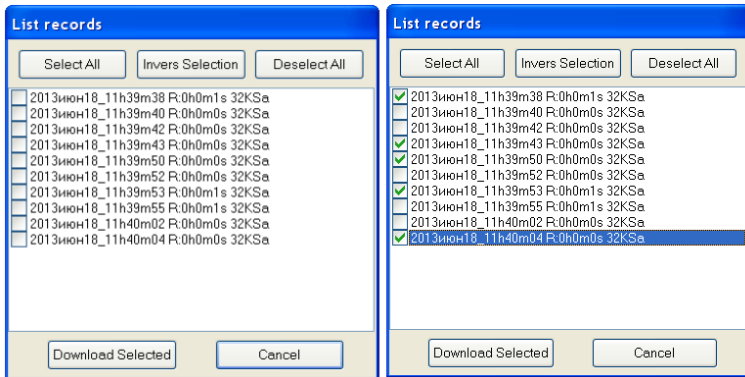 List records
Select All Invers Selection Deselect All
2013июн18_11h39m38 R:0h0m1s 32KSa
2013июн18_11h39m40 R:0h0m0s 32KSa
2013июн18_11h39m42 R:0h0m0s 32KSa
2013июн18_11h39m43 R:0h0m0s 32KSa
2013июн18_11h39m50 R:0h0m0s 32KSa
2013июн18_11h39m52 R:0h0m0s 32KSa
2013июн18_11h39m53 R:0h0m1s 32KSa
2013июн18_11h39m55 R:0h0m1s 32KSa
2013июн18_11h40m02 R:0h0m0s 32KSa
2013июн18_11h40m04 R:0h0m0s 32KSa
Download Selected Cancel
List records
Select All Invers Selection Deselect All
2013июн18_11h39m38 R:0h0m1s 32KSa
2013июн18_11h39m40 R:0h0m0s 32KSa
2013июн18_11h39m42 R:0h0m0s 32KSa
2013июн18_11h39m43 R:0h0m0s 32KSa
2013июн18_11h39m50 R:0h0m0s 32KSa
2013июн18_11h39m52 R:0h0m0s 32KSa
2013июн18_11h39m53 R:0h0m1s 32KSa
2013июн18_11h39m55 R:0h0m1s 32KSa
2013июн18_11h40m02 R:0h0m0s 32KSa
2013июн18_11h40m04 R:0h0m0s 32KSa
Download Selected Cancel